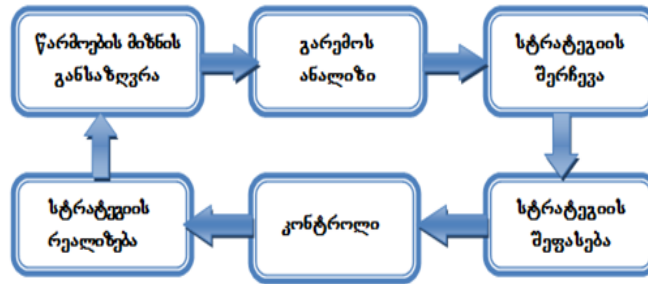 წარმოების მიზნის
განსაზღვრა
გარემოს
ანალიზი
სტრატეგიის
შერჩევა
სტრატეგიის
შეფასება
კონტროლი
სტრატეგიის
რეალიზება